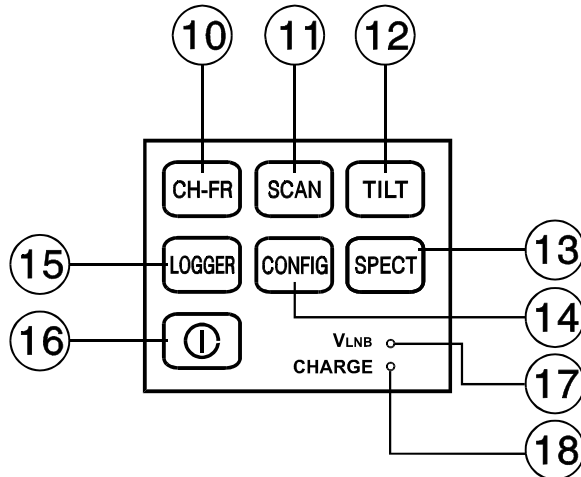 10 11 12
CH-FR SCAN TILT
LOGGER CONFIG SPECT
13
15
14
16
VLNB
CHARGE
17
18